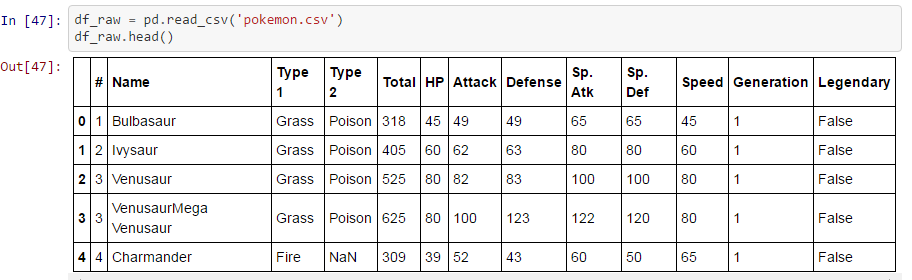 In [47]: df_raw = pd.read_csv('pokemon.csv')
df_raw.head()
Out[47]:
# Name Type 1 Type 2 Total HP Attack Defense Sp. Atk Sp. Def Speed Generation Legendary
0 1 Bulbasaur Grass Poison 318 45 49 49 65 65 45 1 False
1 2 Ivysaur Grass Poison 405 60 62 63 80 80 60 1 False
2 3 Venusaur Grass Poison 525 80 82 83 100 100 80 1 False
3 3 VenusaurMega Venusaur Grass Poison 625 80 100 123 122 120 80 1 False
4 4 Charmander Fire NaN 309 39 52 43 60 50 65 1 False